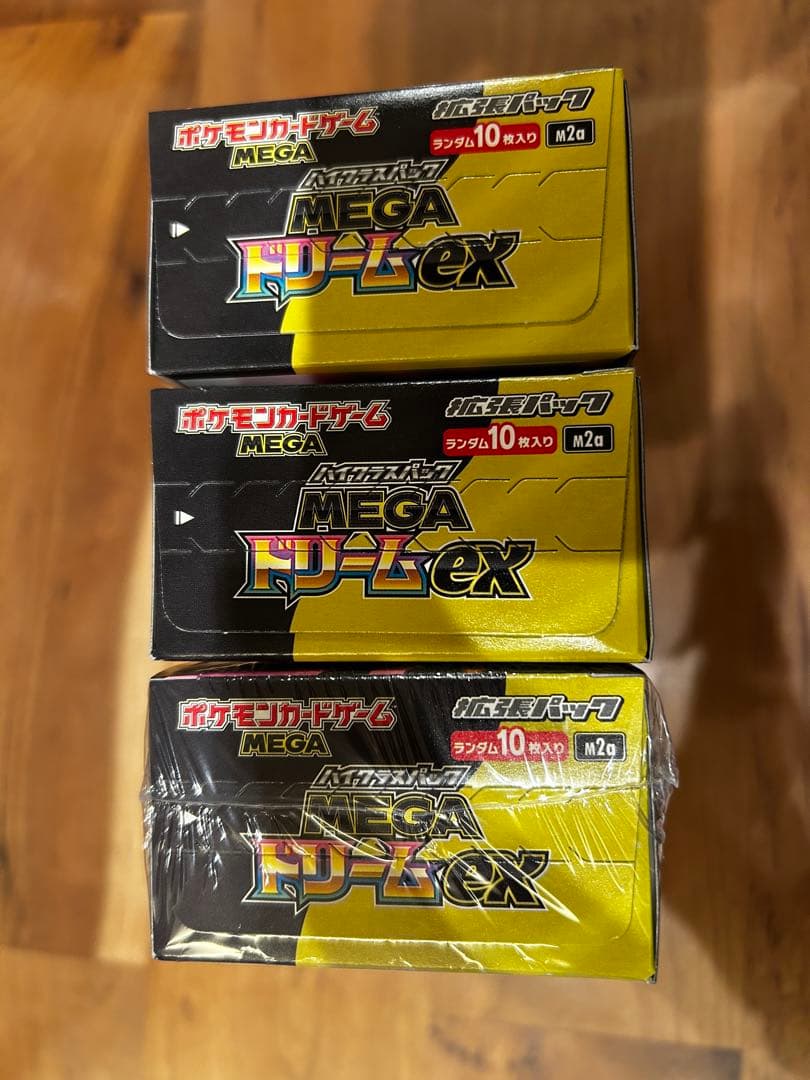 ポケモンカードゲーム
MEGA
拡張パック
ランダム10枚入り
M2a
ハイクラスパック
MEGA
ドリームex
ポケモンカードゲーム
MEGA
拡張パック
ランダム10枚入り
M2a
ハイクラスパック
MEGA
ドリームex
ポケモンカードゲーム
MEGA
拡張パック
ランダム10枚入り
M2a
ハイクラスパック
MEGA
ドリームex